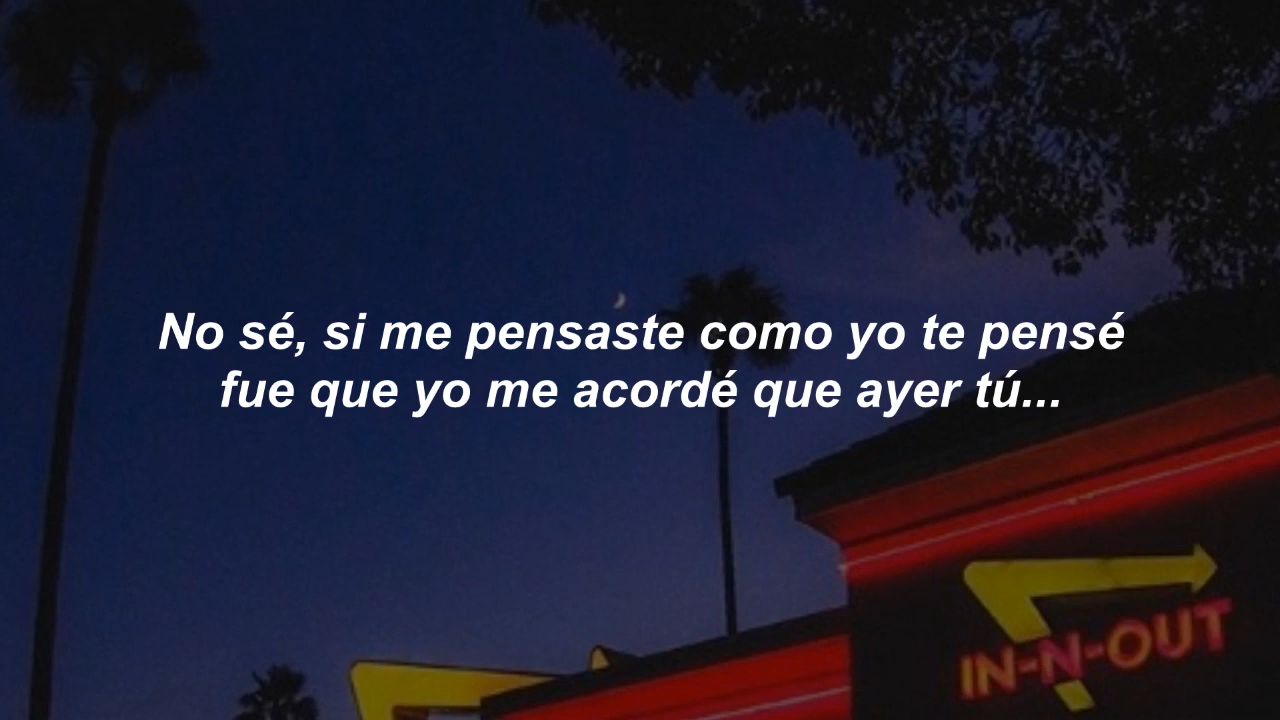 No sé, si me pensaste como yo te pensé
fue que yo me acordé que ayer tú...
IN-N-OUT